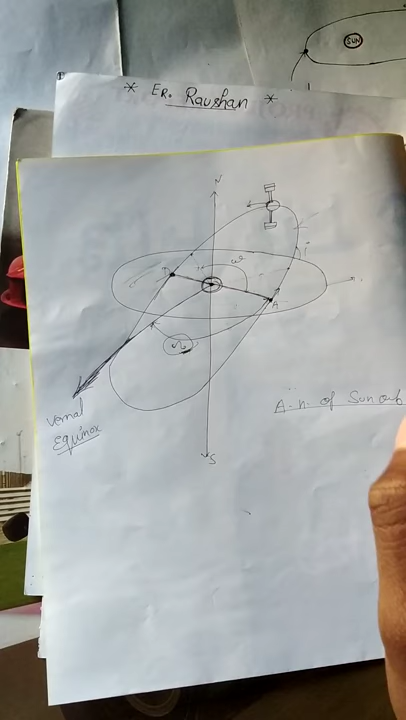 SUN
* ER. Raushan *
N
ω
i
A
Ω
Vernal
Equinox
A.n. of Sun orb
S